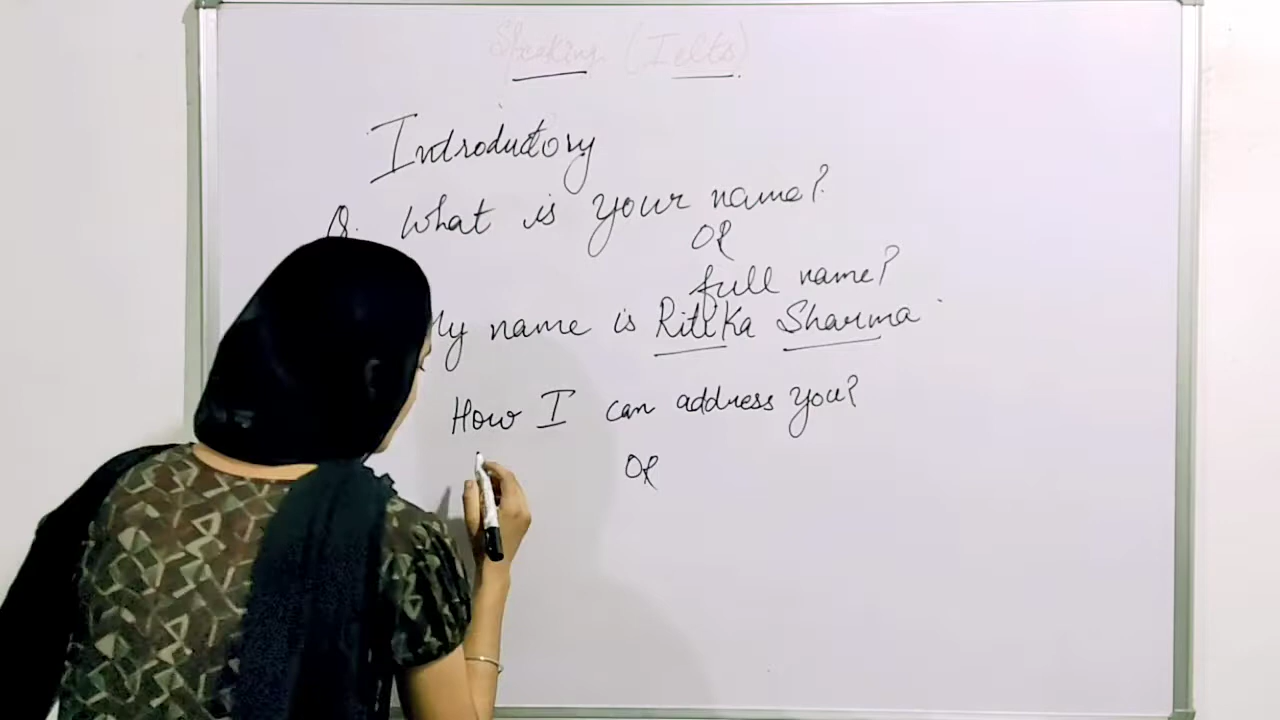 Speaking (Ielts)
Introductory
Q. What is your name?
OR
full name?
My name is Ritika Sharma
How I can address you?
OR